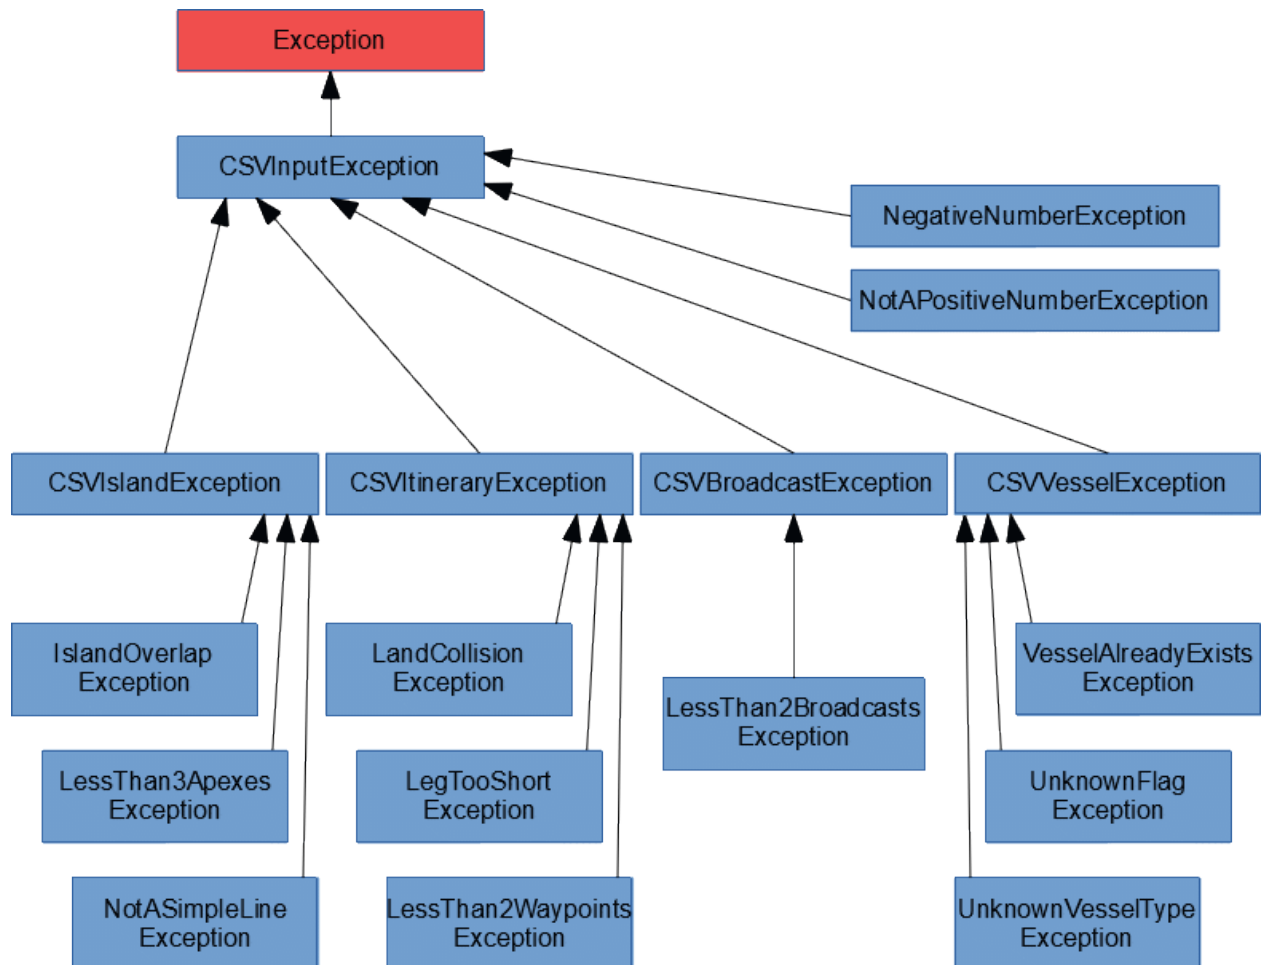 Exception
CSVInputException
NegativeNumberException
NotAPositiveNumberException
CSVIslandException
CSVItineraryException
CSVBroadcastException
CSVVesselException
IslandOverlap
Exception
LandCollision
Exception
LessThan2Broadcasts
Exception
VesselAlreadyExists
Exception
LessThan3Apexes
Exception
LegTooShort
Exception
UnknownFlag
Exception
NotASimpleLine
Exception
LessThan2Waypoints
Exception
UnknownVesselType
Exception